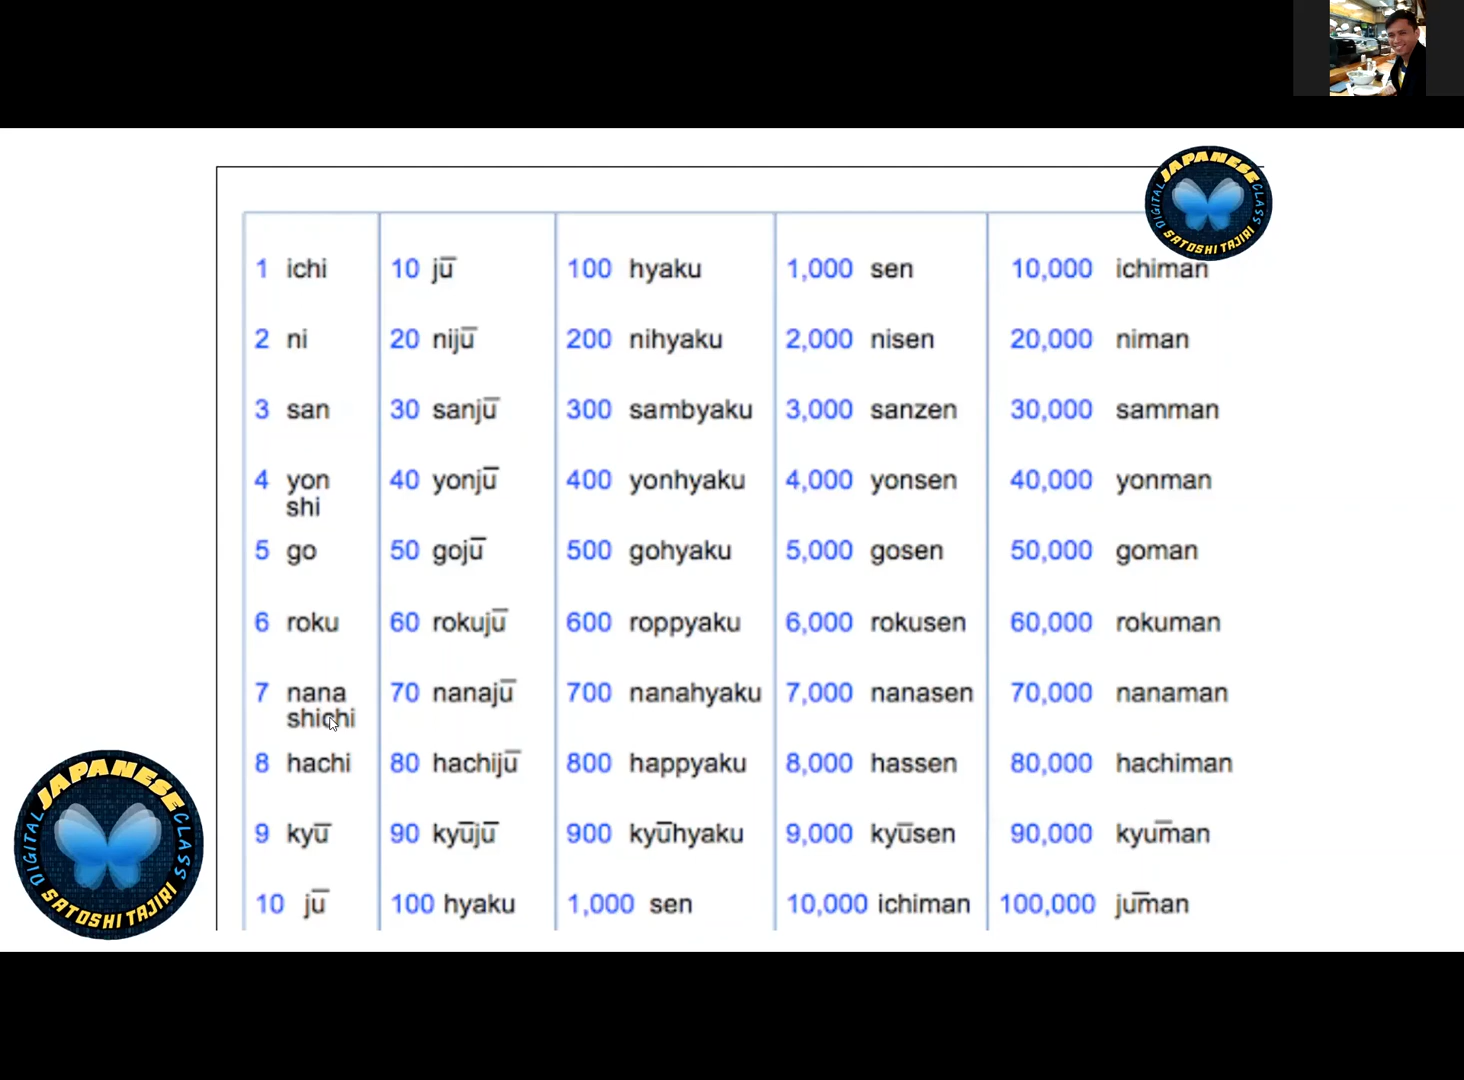 JAPANESE
DIGITAL
CLASS
SATOSHI TAJIRI
1 ichi 10 jū 100 hyaku 1,000 sen 10,000 ichiman
2 ni 20 nijū 200 nihyaku 2,000 nisen 20,000 niman
3 san 30 sanjū 300 sambyaku 3,000 sanzen 30,000 samman
4 yon 40 yonjū 400 yonhyaku 4,000 yonsen 40,000 yonman
shi
5 go 50 gojū 500 gohyaku 5,000 gosen 50,000 goman
6 roku 60 rokujū 600 roppyaku 6,000 rokusen 60,000 rokuman
7 nana 70 nanajū 700 nanahyaku 7,000 nanasen 70,000 nanaman
shichi
8 hachi 80 hachijū 800 happyaku 8,000 hassen 80,000 hachiman
9 kyū 90 kyūjū 900 kyūhyaku 9,000 kyūsen 90,000 kyūman
10 jū 100 hyaku 1,000 sen 10,000 ichiman 100,000 jūman
JAPANESE
DIGITAL
CLASS
SATOSHI TAJIRI